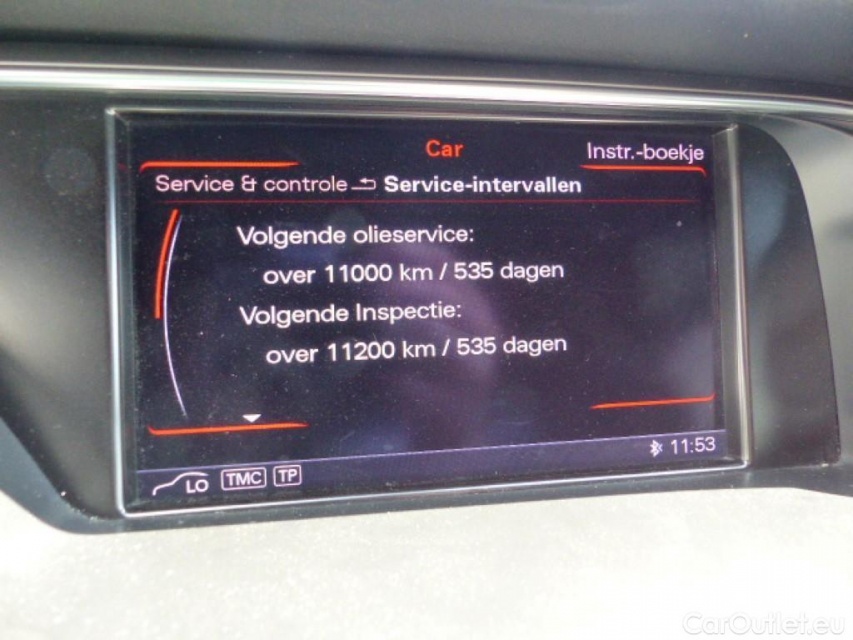 Car
Instr.-boekje
Service & controle Service-intervallen
Volgende olieservice:
over 11000 km / 535 dagen
Volgende Inspectie:
over 11200 km / 535 dagen
LO TMC TP 11:53
CarOutlet.eu